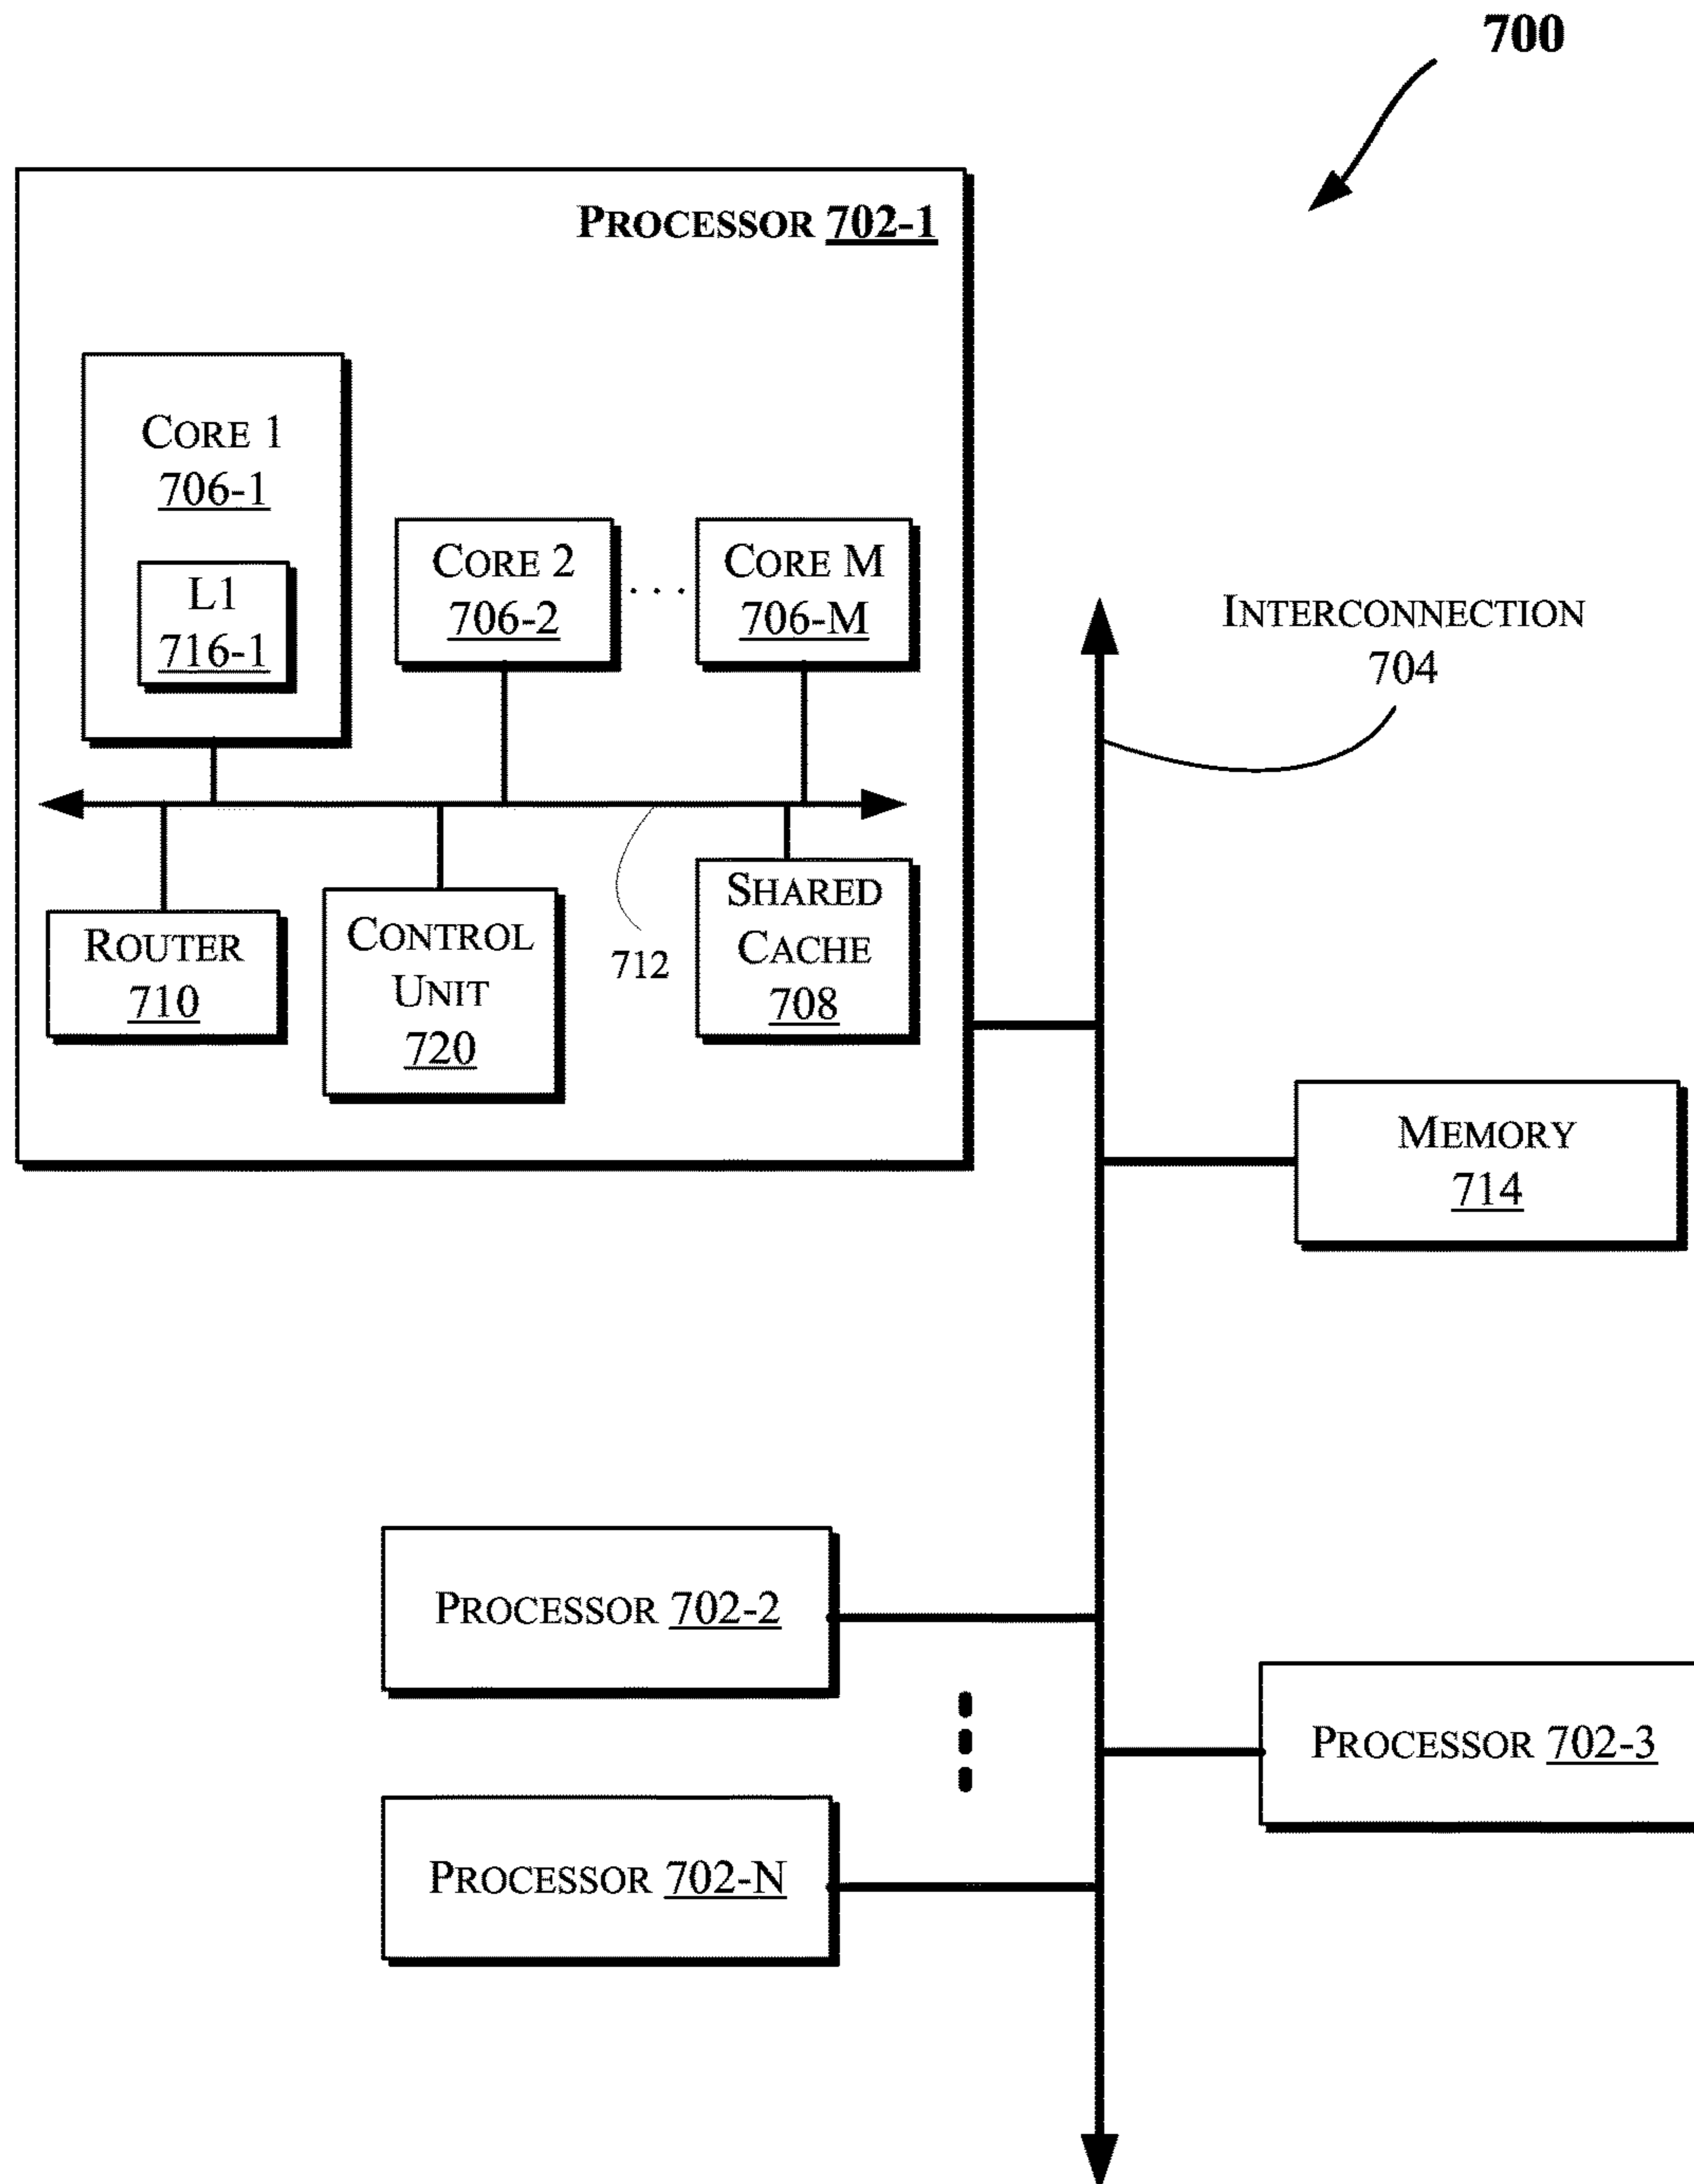 700
PROCESSOR 702-1
CORE 1
706-1
L1
716-1
CORE 2
706-2
. . .
CORE M
706-M
ROUTER
710
CONTROL
UNIT
720
712
SHARED
CACHE
708
INTERCONNECTION
704
MEMORY
714
PROCESSOR 702-2
PROCESSOR 702-3
PROCESSOR 702-N